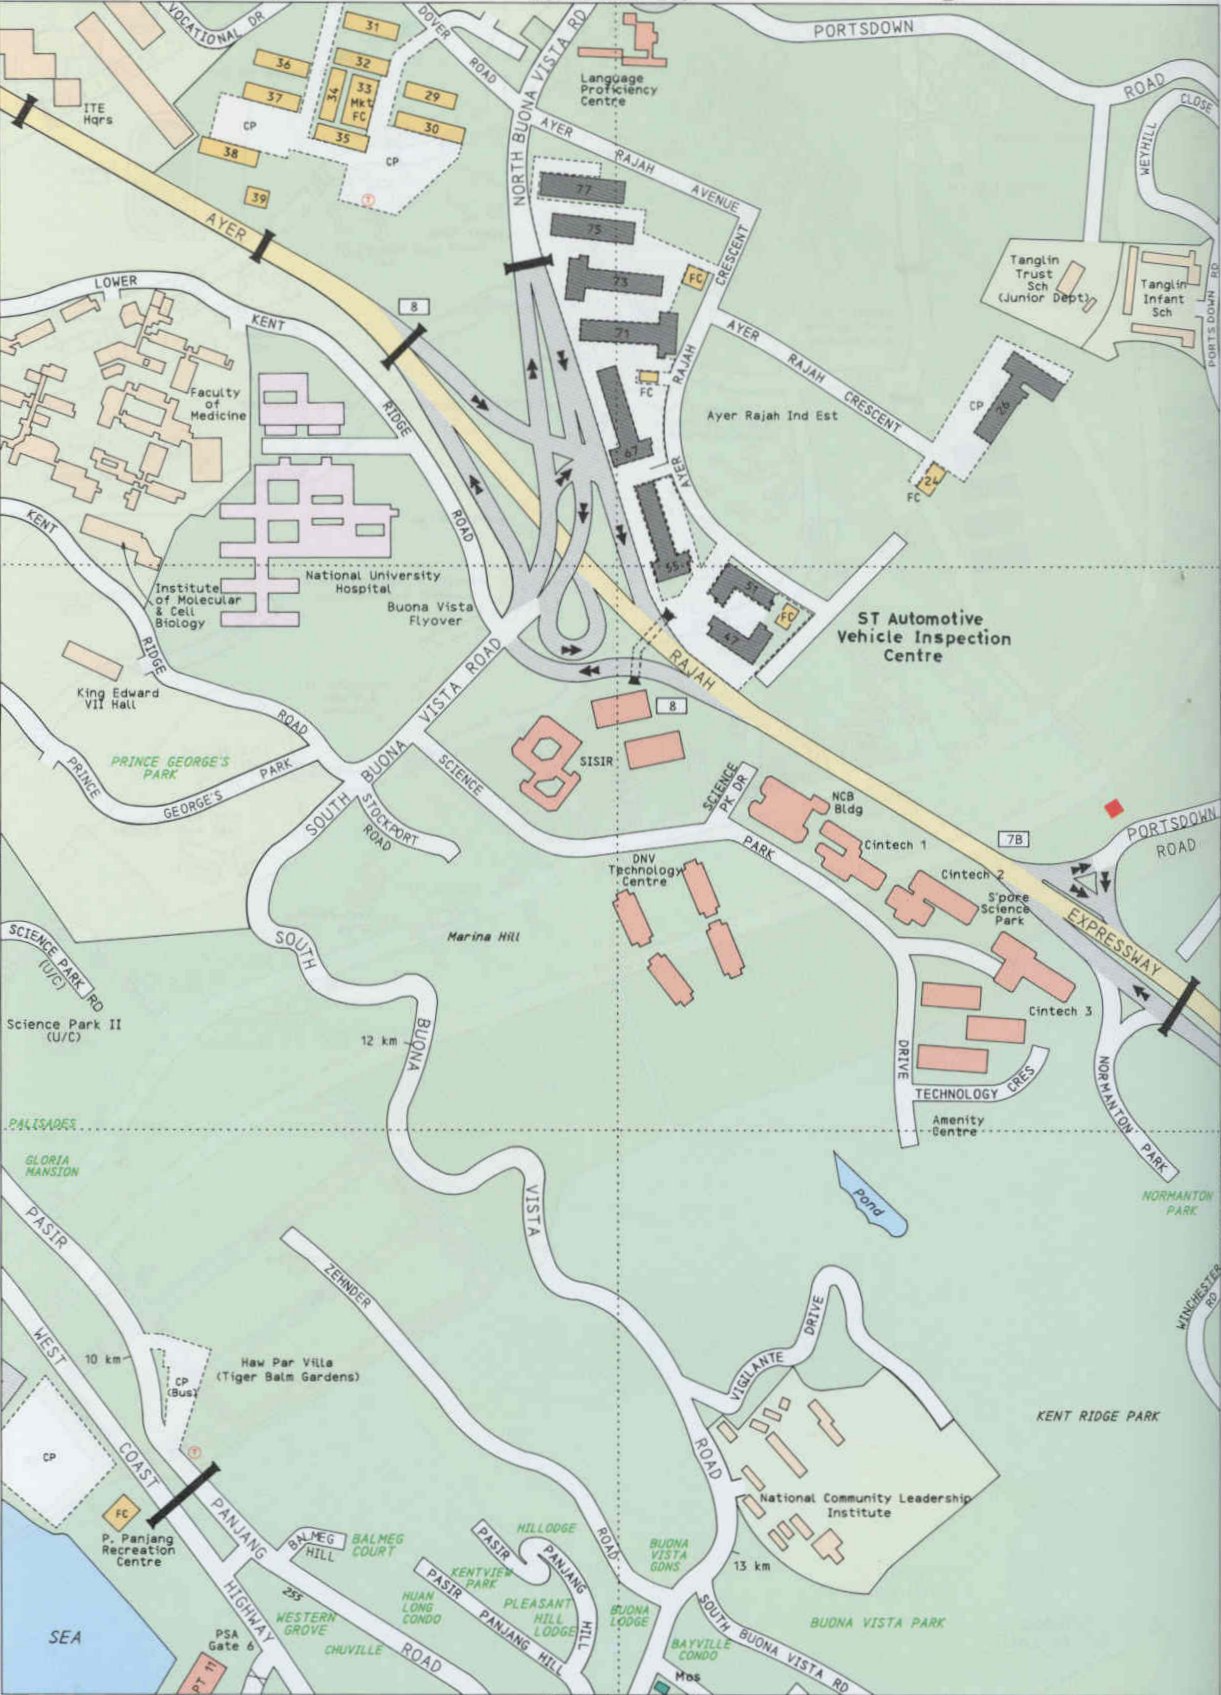 VOCATIONAL DR
31
DOVER
ROAD
NORTH BUONA VISTA RD
Language
Proficiency
Centre
PORTSDOWN
ROAD
CLOSE
WEYHILL
36
32
37
34
33
Mkt
FC
29
30
35
38
39
CP
CP
T
ITE
Hqrs
AYER
RAJAH
AVENUE
CRESCENT
77
75
73
71
67
55
51
47
FC
FC
FC
Tanglin
Trust
Sch
(Junior Dept)
Tanglin
Infant
Sch
PORTSDOWN RD
AYER
LOWER
KENT
RIDGE
ROAD
8
Faculty
of
Medicine
AYER
RAJAH
CRESCENT
AYER
RAJAH
Ayer Rajah Ind Est
CP
26
24
FC
KENT
RIDGE
ROAD
Institute
of Molecular
& Cell
Biology
National University
Hospital
Buona Vista
Flyover
ST Automotive
Vehicle Inspection
Centre
King Edward
VII Hall
PRINCE GEORGE'S
PARK
PRINCE
GEORGE'S
PARK
SOUTH
BUONA
VISTA
ROAD
RAJAH
8
SISIR
SCIENCE
STOCKPORT
ROAD
SCIENCE
PK DR
PARK
NCB
Bldg
Cintech 1
Cintech 2
S'pore
Science
Park
7B
PORTSDOWN
ROAD
EXPRESSWAY
DNV
Technology
Centre
Marina Hill
SOUTH
BUONA
12 km
SCIENCE PARK RD
(U/C)
Science Park II
(U/C)
Cintech 3
DRIVE
TECHNOLOGY CRES
Amenity
Centre
NORMANTON PARK
NORMANTON
PARK
PALISADES
GLORIA
MANSION
PASIR
VISTA
Pond
WINCHESTER
RD
ZEHNDER
WEST
10 km
CP
(Bus)
Haw Par Villa
(Tiger Balm Gardens)
VIGILANTE
DRIVE
KENT RIDGE PARK
CP
COAST
T
ROAD
FC
P. Panjang
Recreation
Centre
PANJANG
National Community Leadership
Institute
BALMEG
HILL
BALMEG
COURT
HILLODGE
PASIR
PANJANG
HILL
ROAD
BUONA
VISTA
GDNS
13 km
KENTVIEW
PARK
255
HIGHWAY
WESTERN
GROVE
HUAN
LONG
CONDO
PASIR
PANJANG HILL
PLEASANT
HILL
LODGE
BUONA
LODGE
SOUTH BUONA VISTA RD
BUONA VISTA PARK
SEA
PSA
Gate 6
CHUVILLE
ROAD
BAYVILLE
CONDO
Mos
PT 11